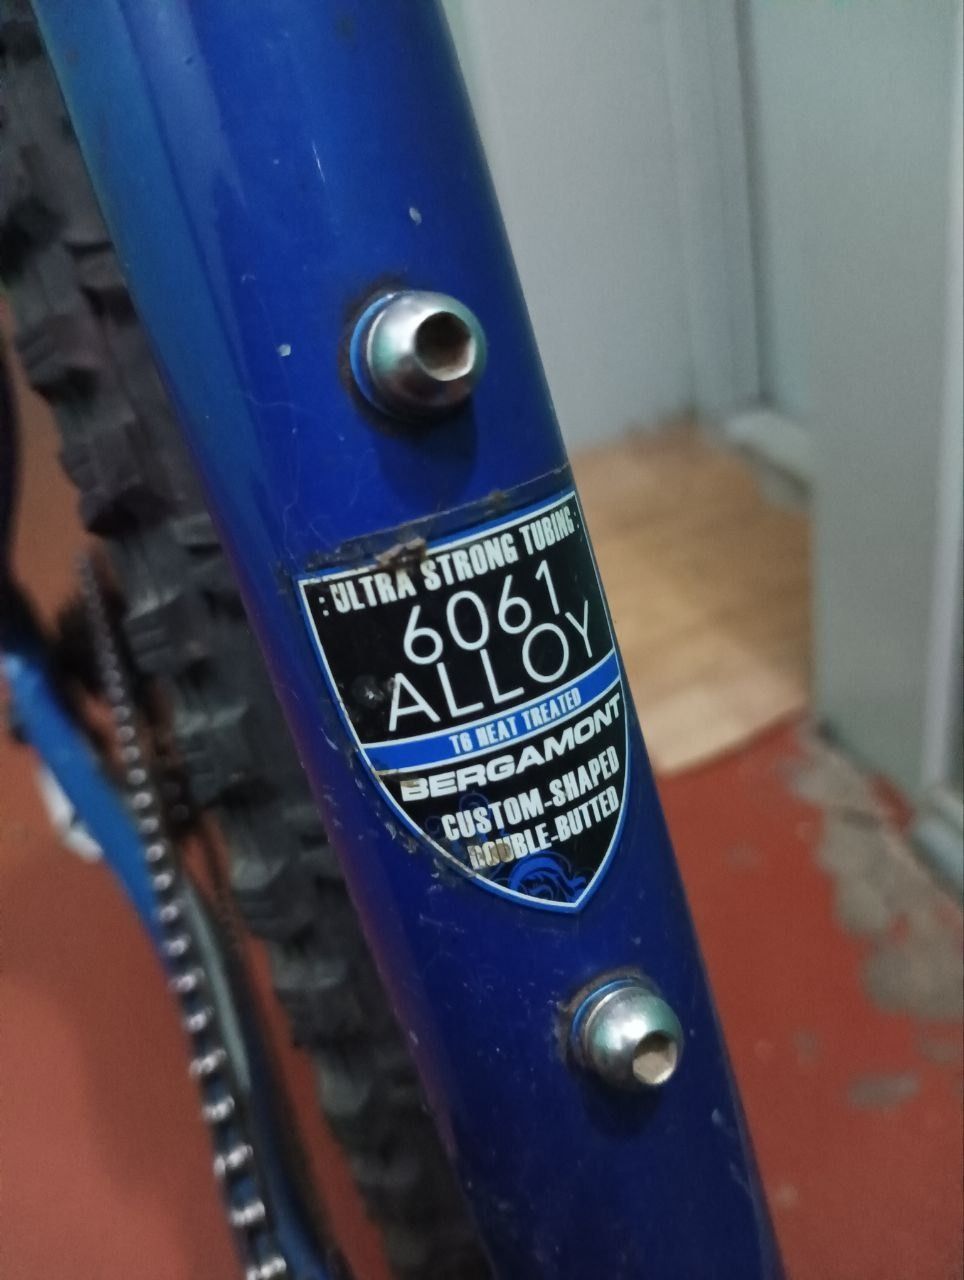 ULTRA STRONG TUBING
6061
ALLOY
T6 HEAT TREATED
BERGAMONT
CUSTOM-SHAPED
DOUBLE-BUTTED